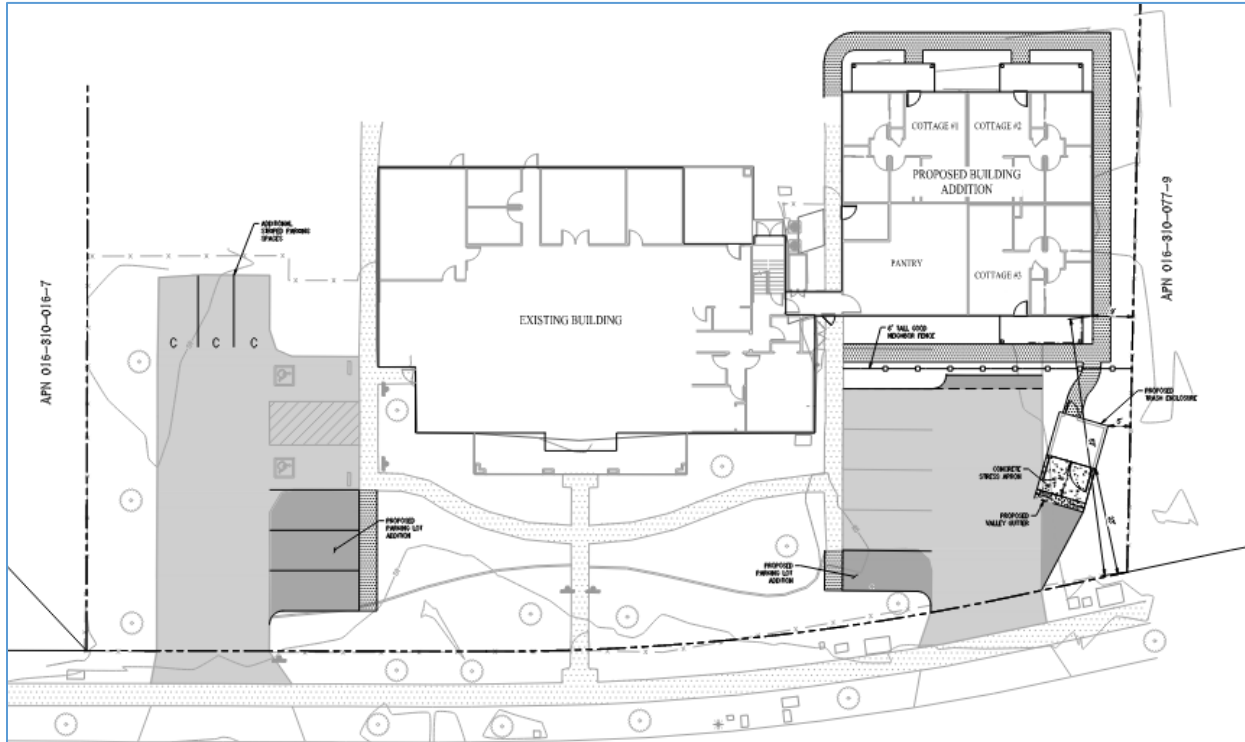 COTTAGE #1
COTTAGE #2
PROPOSED BUILDING
ADDITION
PANTRY
COTTAGE #3
EXISTING BUILDING
ADDITIONAL
STRIPED PARKING
SPACES
C C C
APN 016-310-016-7
APN 016-310-077-9
6' TALL GOOD
NEIGHBOR FENCE
PROPOSED
TRASH ENCLOSURE
CONCRETE
STRESS APRON
PROPOSED
VALLEY GUTTER
PROPOSED
PARKING LOT
ADDITION
PROPOSED
PARKING LOT
ADDITION